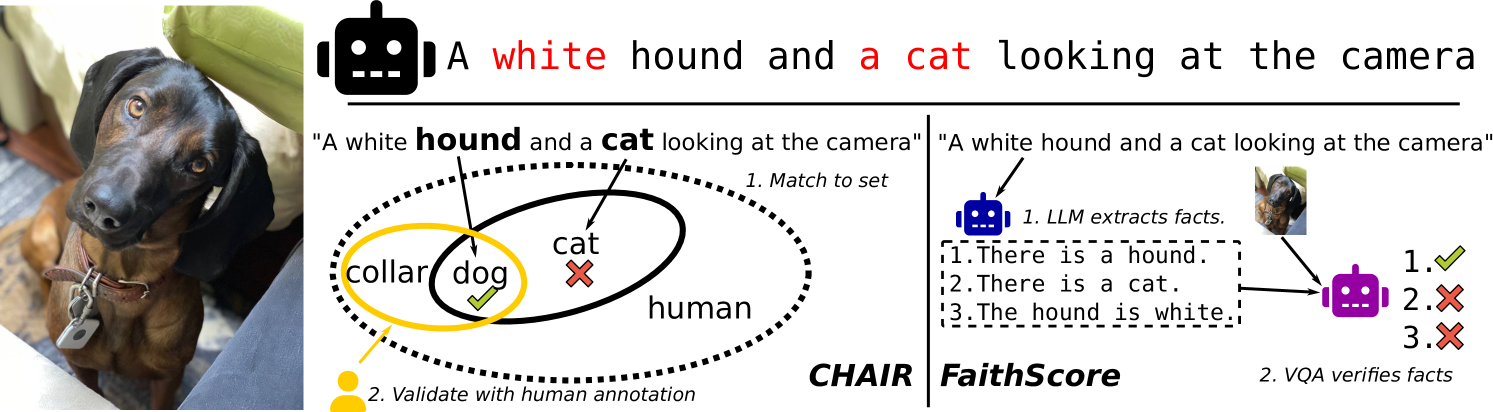 A white hound and a cat looking at the camera
"A white hound and a cat looking at the camera"
1. Match to set
collar
dog
cat
human
2. Validate with human annotation
CHAIR
"A white hound and a cat looking at the camera"
1. LLM extracts facts.
1.There is a hound.
2.There is a cat.
3.The hound is white.
1.
2.
3.
2. VQA verifies facts
FaithScore